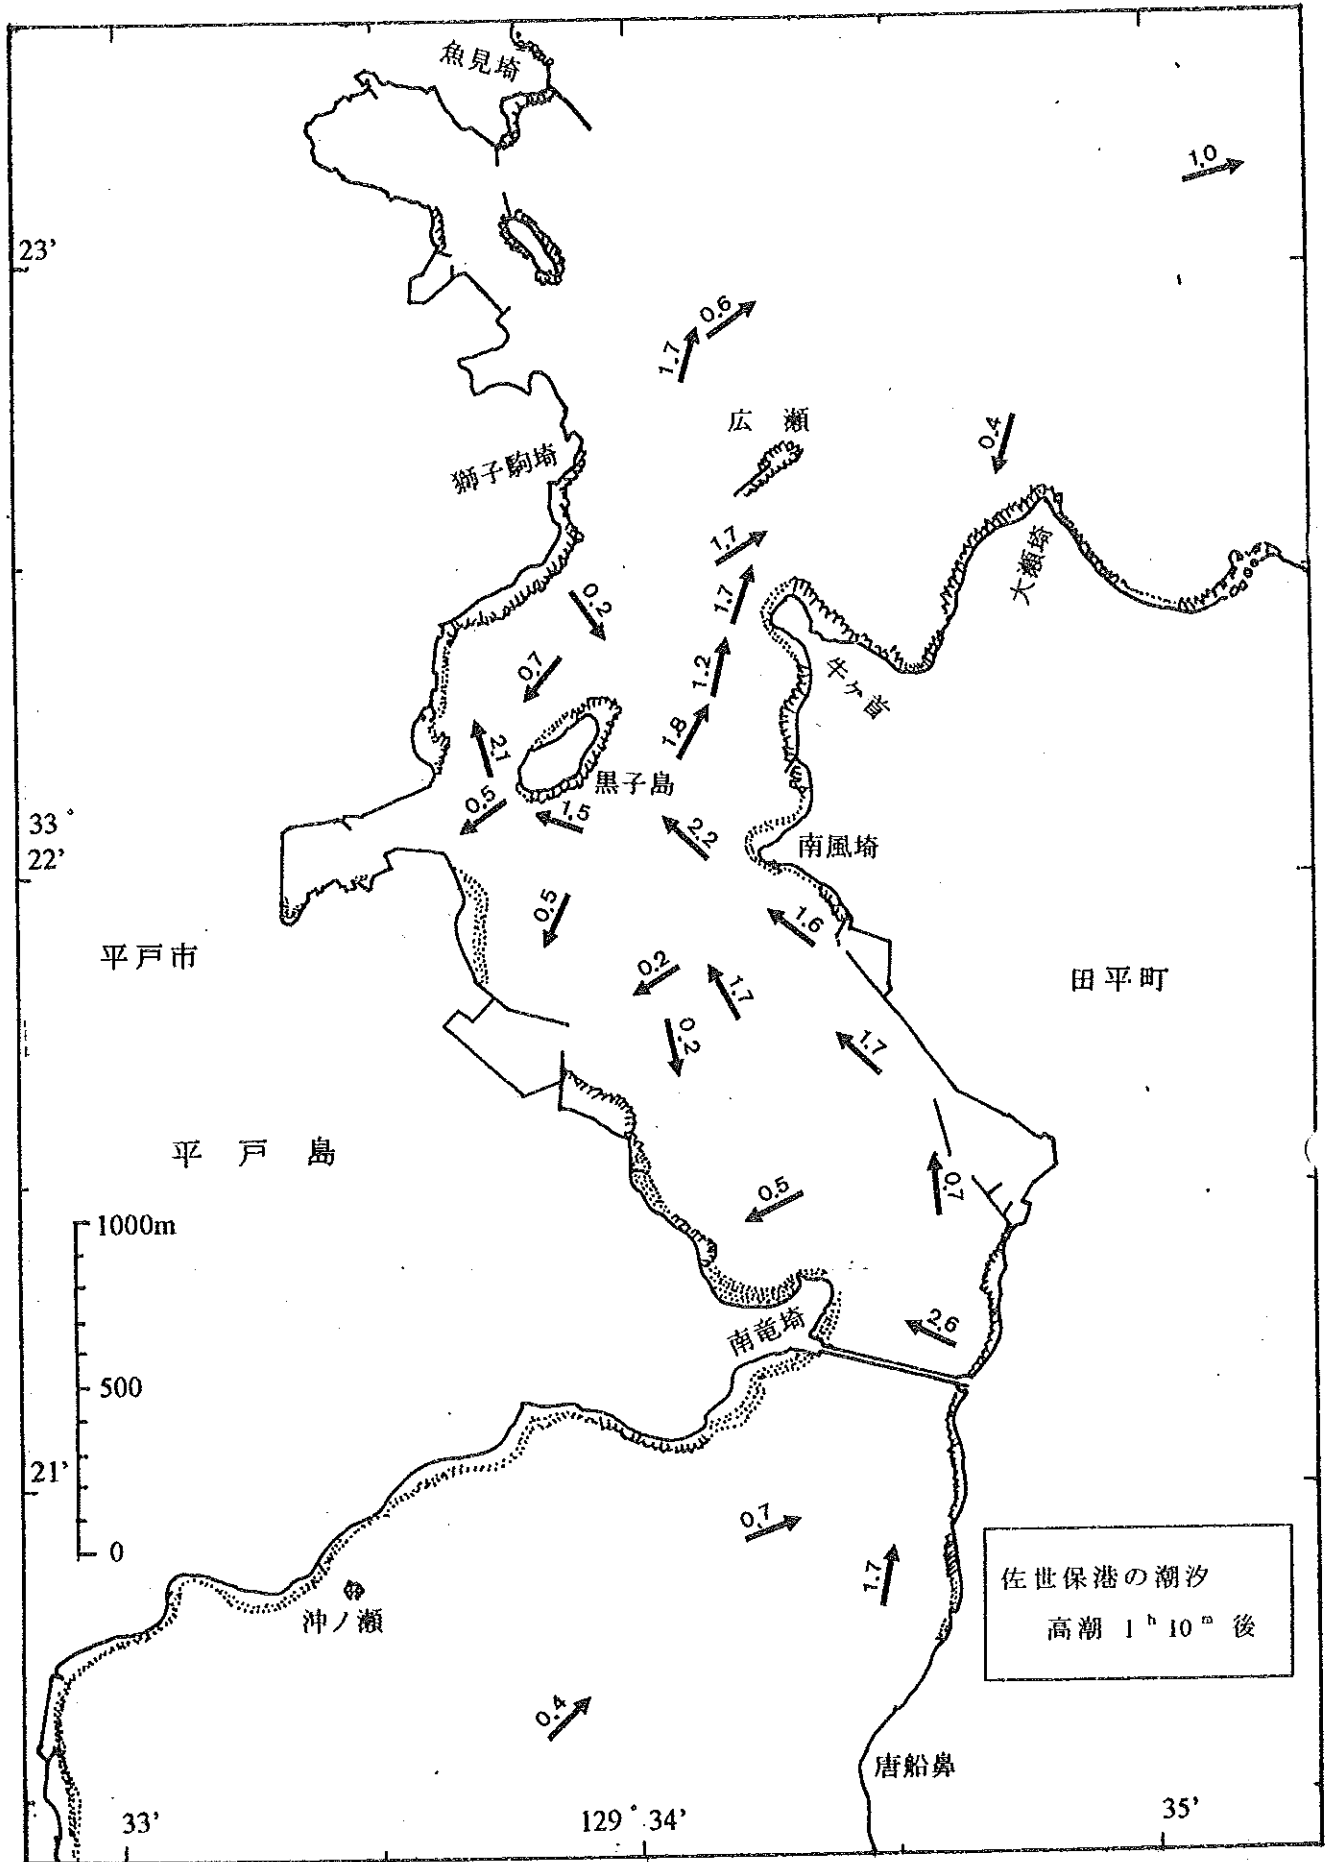 魚見埼
1.0
23'
0.6
1.7
広瀬
0.4
獅子駒埼
1.7
大瀬埼
0.2
1.7
0.7
1.2
牛ヶ首
2.1
1.8
黒子島
0.5
1.5
2.2
33°
22'
南風埼
0.5
1.6
平戸市
0.2
1.7
田平町
0.2
1.7
平戸島
0.5
0.7
1000m
南竜埼
2.6
500
21'
0.7
0
1.7
佐世保港の潮汐
高潮 1ʰ 10ᵐ 後
沖ノ瀬
0.4
唐船鼻
33'
129°34'
35'